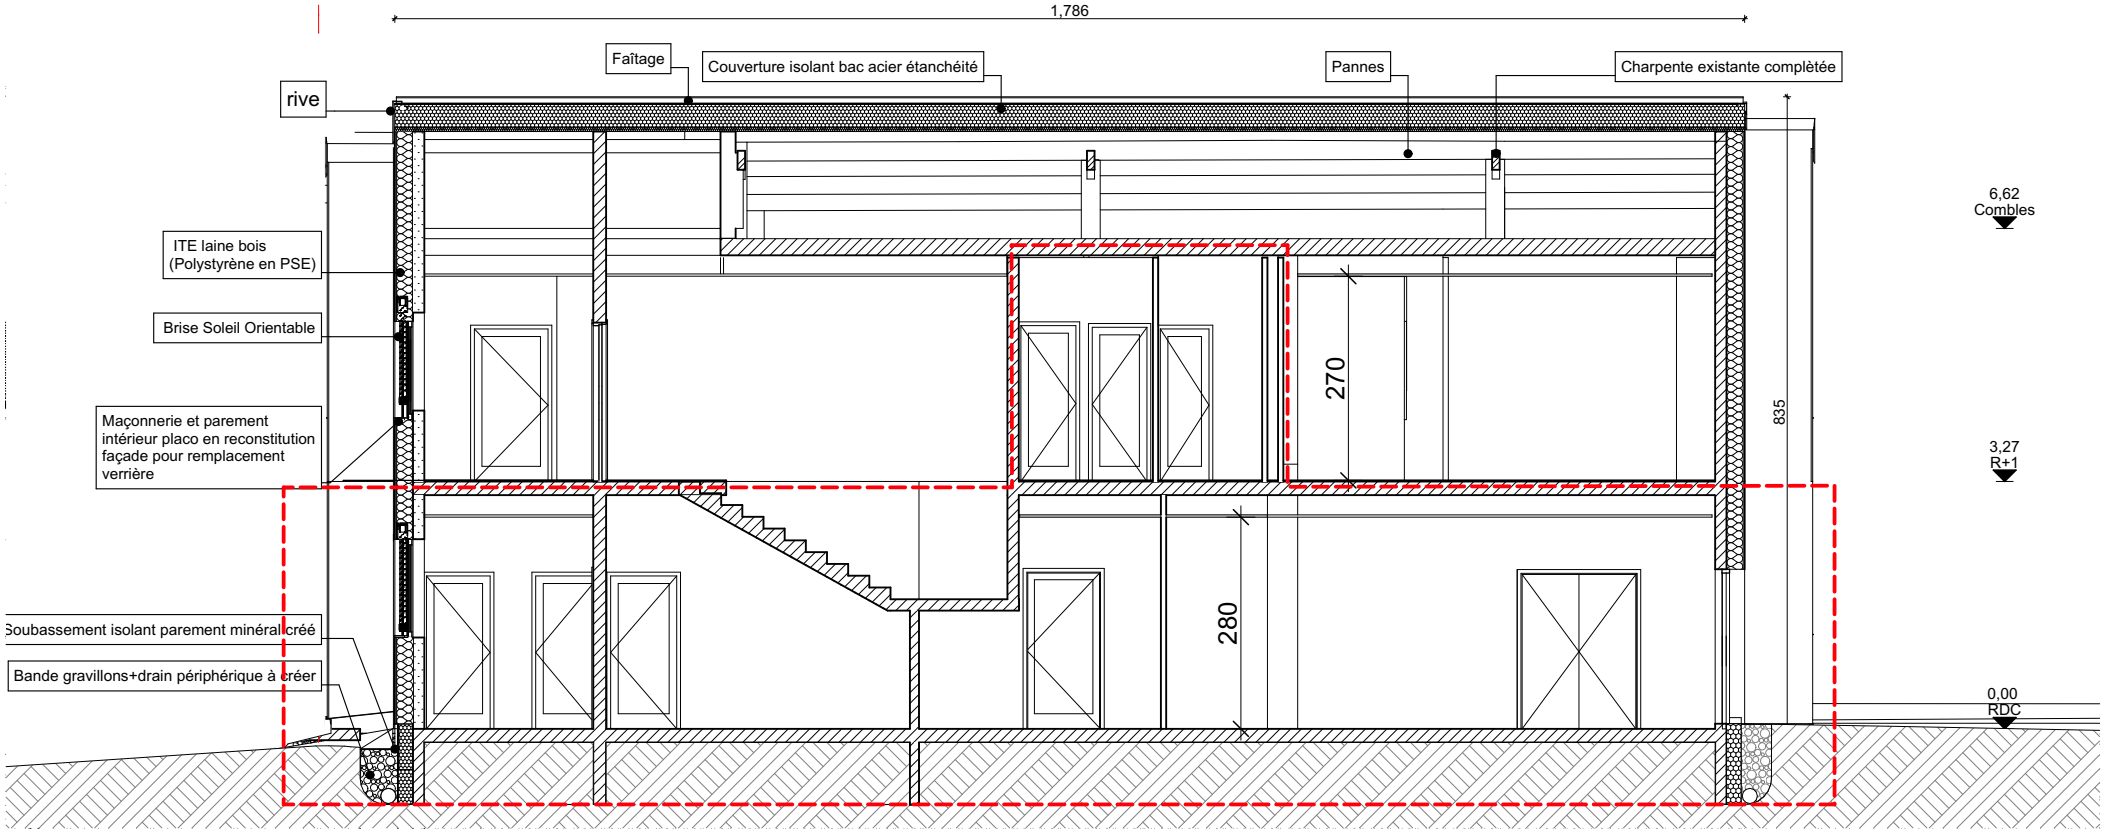 1,786
Faîtage
Couverture isolant bac acier étanchéité
Pannes
Charpente existante complètée
rive
6,62
Combles
ITE laine bois
(Polystyrène en PSE)
Brise Soleil Orientable
270
835
Maçonnerie et parement
intérieur placo en reconstitution
façade pour remplacement
verrière
3,27
R+1
280
Soubassement isolant parement minéral créé
Bande gravillons+drain périphérique à créer
0,00
RDC